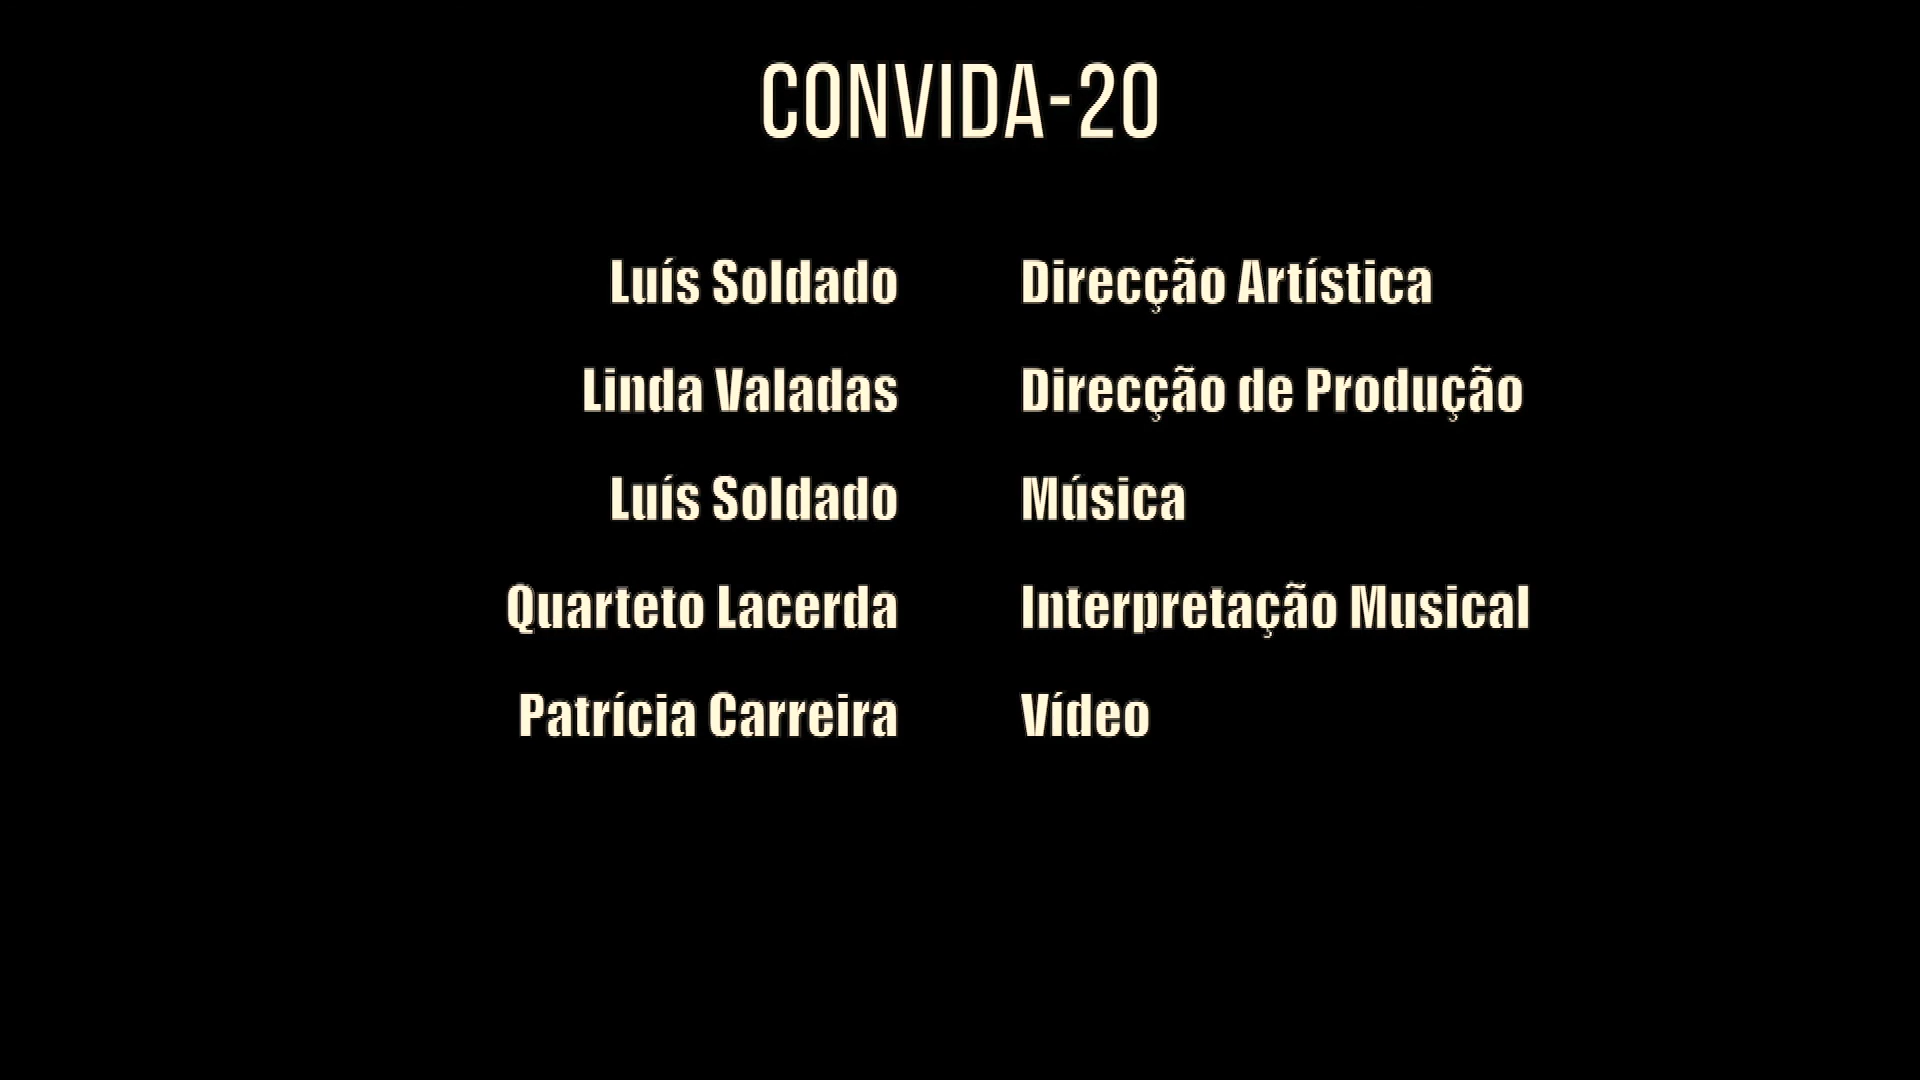 CONVIDA-20
Luís Soldado Direcção Artística
Linda Valadas Direcção de Produção
Luís Soldado Música
Quarteto Lacerda Interpretação Musical
Patrícia Carreira Vídeo